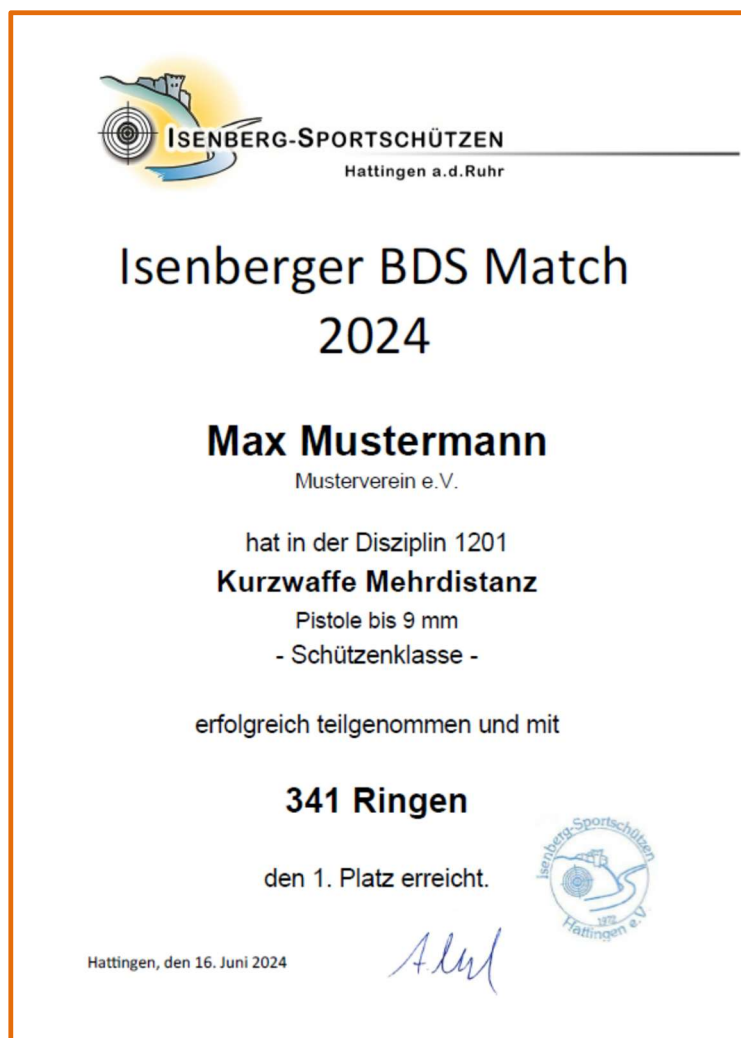 ISENBERG-SPORTSCHÜTZEN
Hattingen a.d.Ruhr
Isenberger BDS Match
2024
Max Mustermann
Musterverein e.V.
hat in der Disziplin 1201
Kurzwaffe Mehrdistanz
Pistole bis 9 mm
- Schützenklasse -
erfolgreich teilgenommen und mit
341 Ringen
den 1. Platz erreicht.
Isenberg-Sportschützen
1972
Hattingen e.V.
Hattingen, den 16. Juni 2024